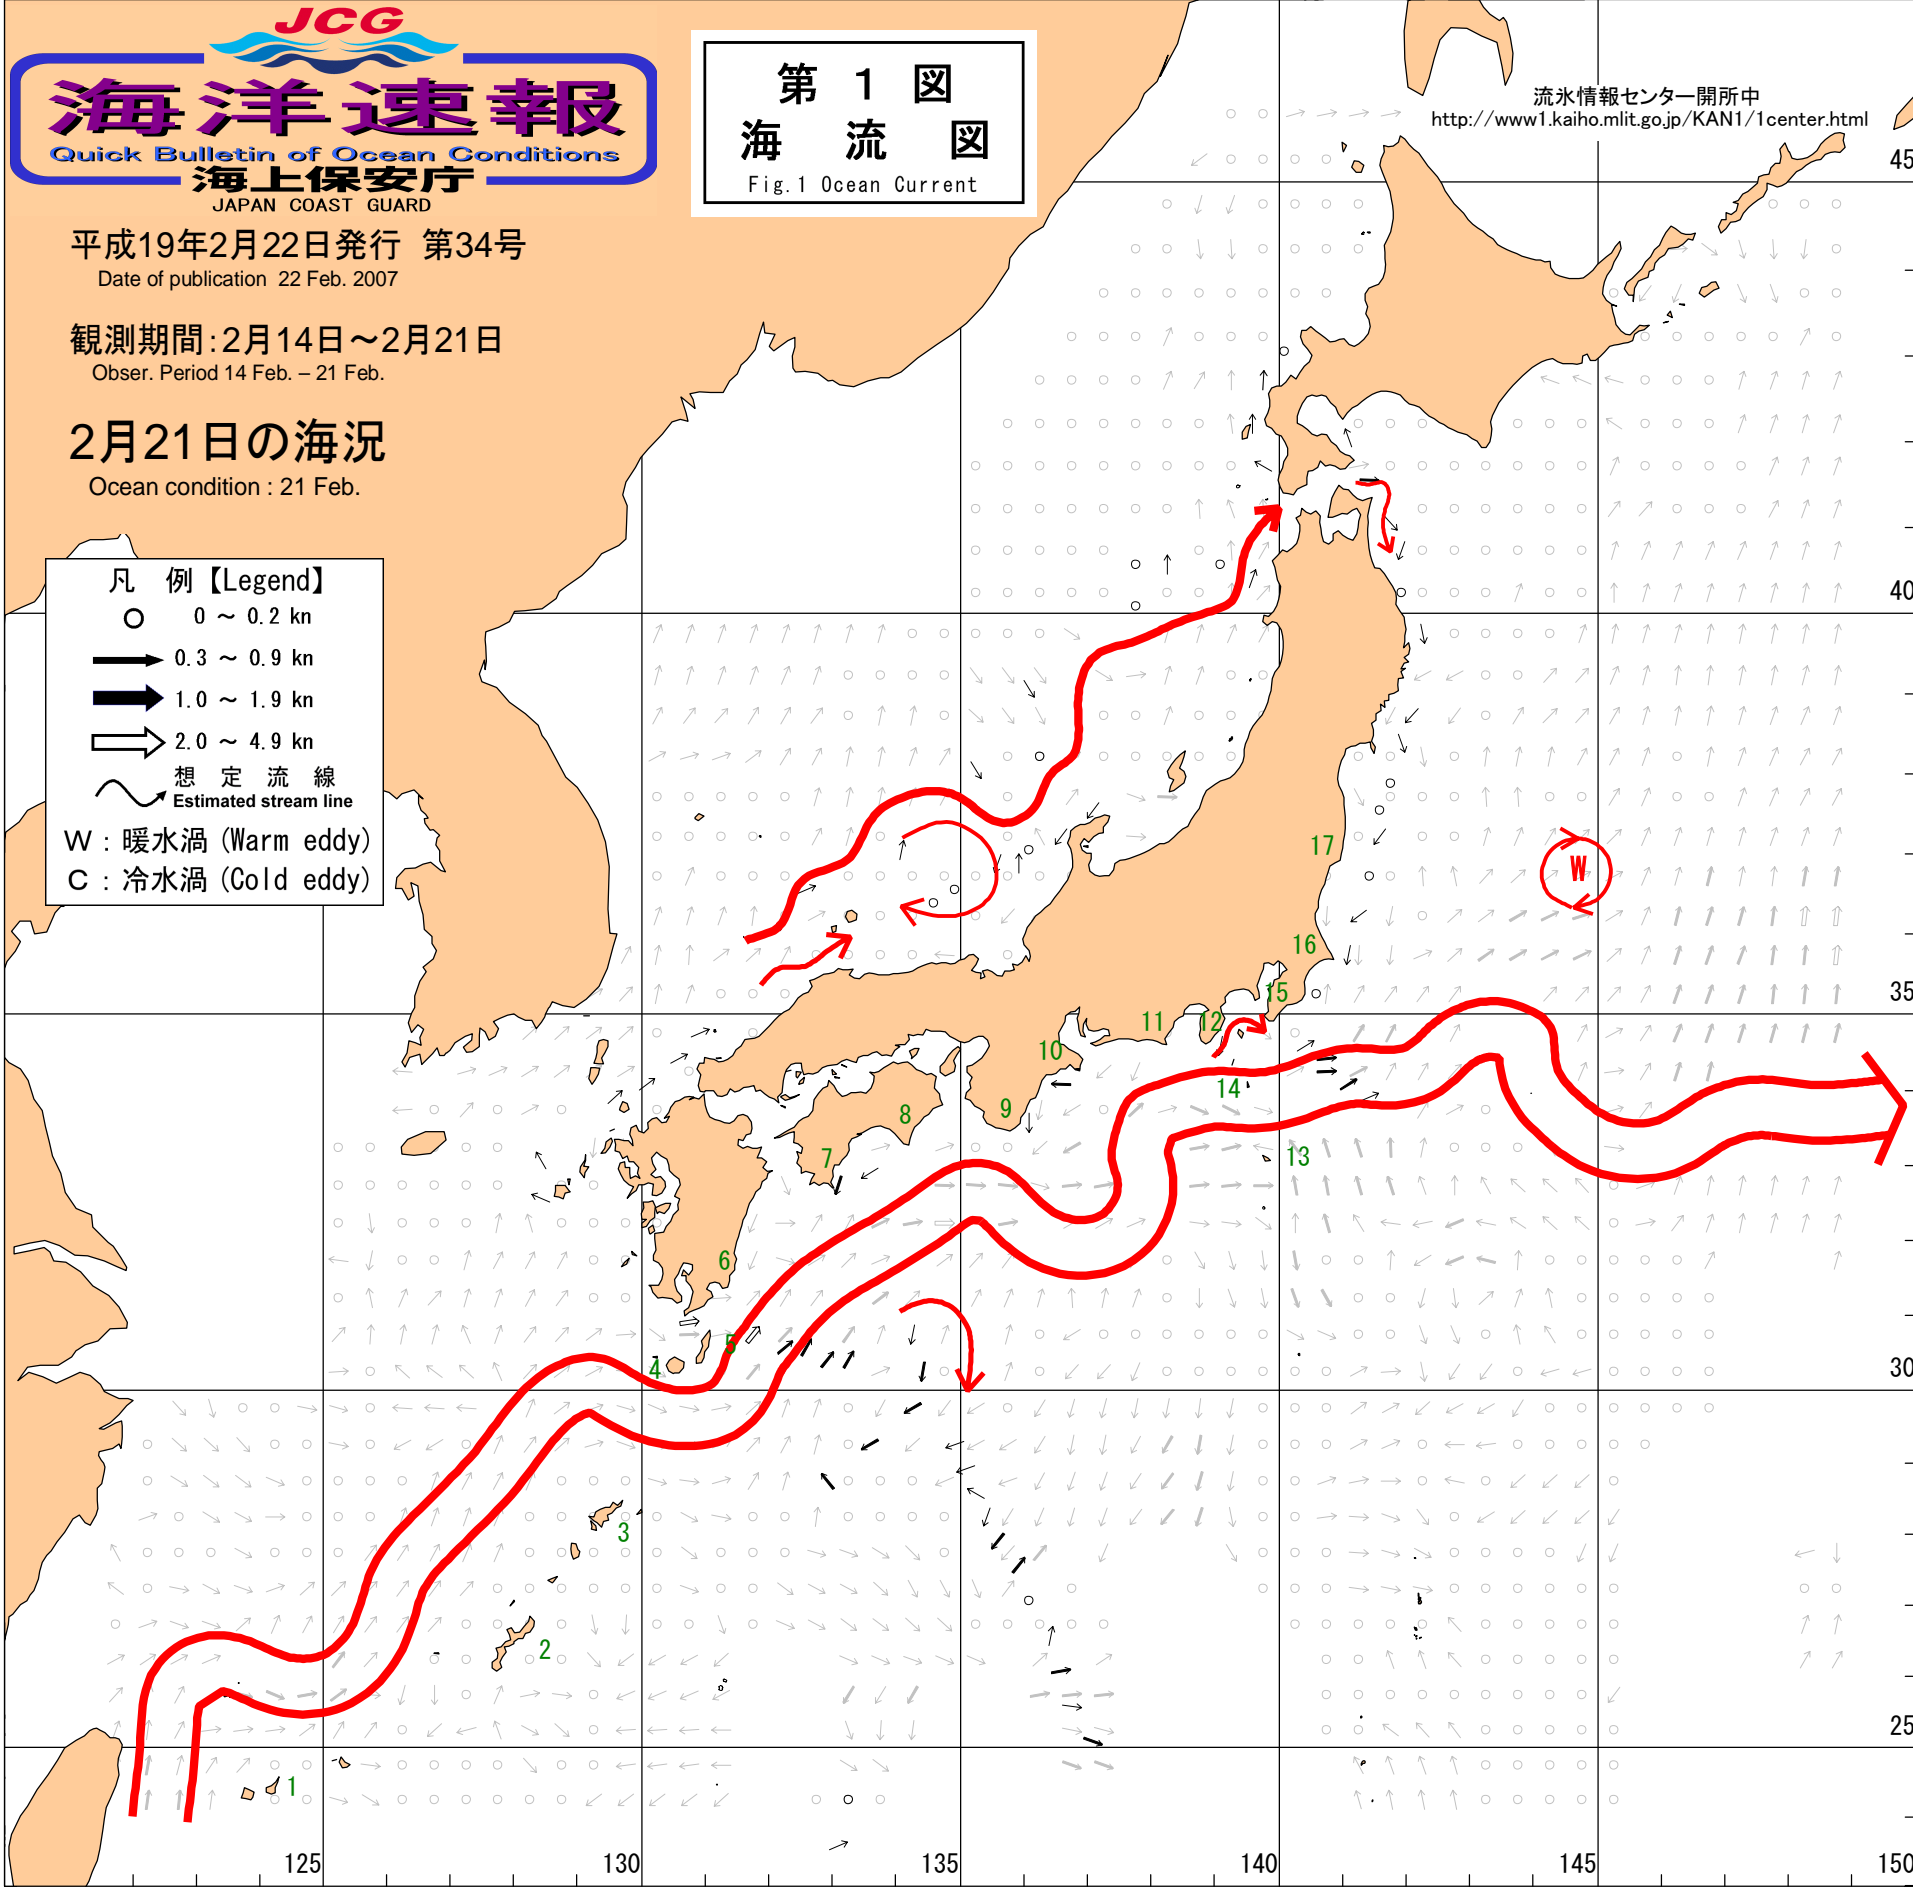 JCG
海洋速報
Quick Bulletin of Ocean Conditions
海上保安庁
JAPAN COAST GUARD
第 1 図
海 流 図
Fig.1 Ocean Current
流氷情報センター開所中
http://www1.kaiho.mlit.go.jp/KAN1/1center.html
平成19年2月22日発行 第34号
Date of publication 22 Feb. 2007
観測期間:2月14日～2月21日
Obser. Period 14 Feb. – 21 Feb.
2月21日の海況
Ocean condition : 21 Feb.
凡 例【Legend】
0 ～ 0.2 kn
0.3 ～ 0.9 kn
1.0 ～ 1.9 kn
2.0 ～ 4.9 kn
想 定 流 線
Estimated stream line
W : 暖水渦 (Warm eddy)
C : 冷水渦 (Cold eddy)
45
40
35
30
25
17
W
16
15
11
12
10
14
9
8
7
13
6
5
4
3
2
1
125
130
135
140
145
150